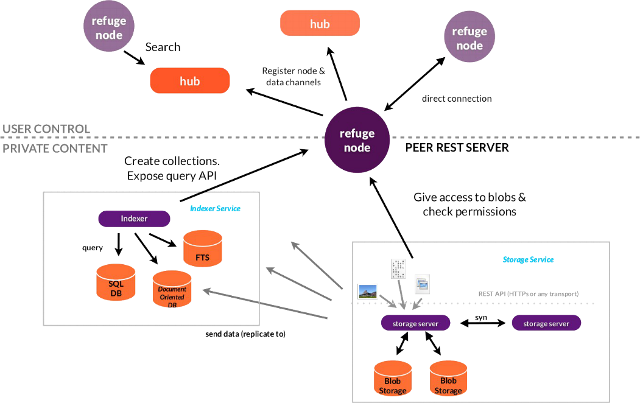 refuge
node
hub
refuge
node
Search
hub
Register node &
data channels
direct connection
USER CONTROL
PRIVATE CONTENT
refuge
node
PEER REST SERVER
Create collections.
Expose query API
Give access to blobs &
check permissions
Indexer Service
Indexer
query
FTS
SQL
DB
Document
Oriented
DB
send data (replicate to)
Storage Service
REST API (HTTPs or any transport)
storage server
syn
storage server
Blob
Storage
Blob
Storage